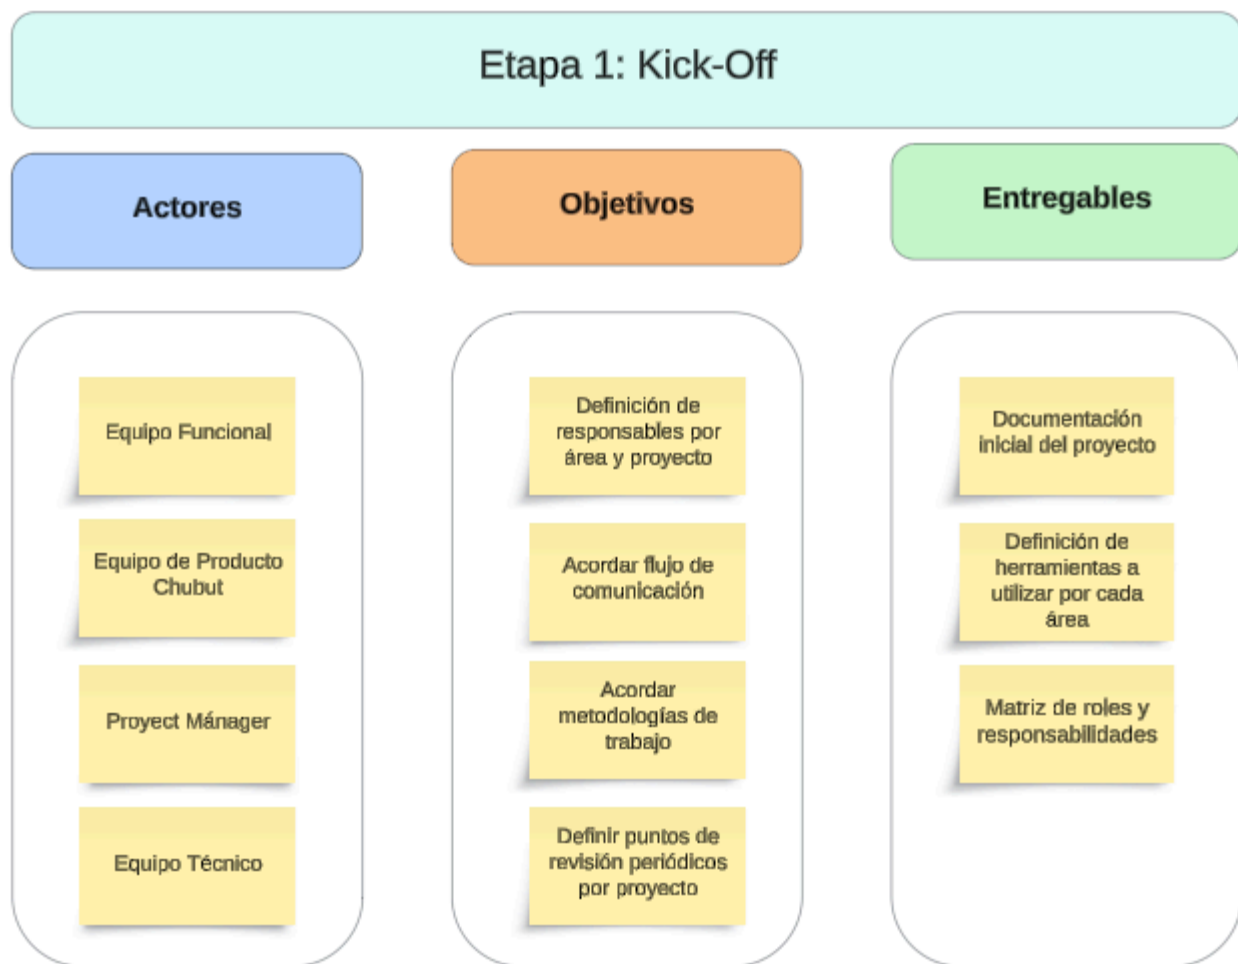 Etapa 1: Kick-Off
Actores
Objetivos
Entregables
Equipo Funcional
Equipo de Producto
Chubut
Proyect Mánager
Equipo Técnico
Definición de
responsables por
área y proyecto
Acordar flujo de
comunicación
Acordar
metodologías de
trabajo
Definir puntos de
revisión periódicos
por proyecto
Documentación
inicial del proyecto
Definición de
herramientas a
utilizar por cada
área
Matriz de roles y
responsabilidades